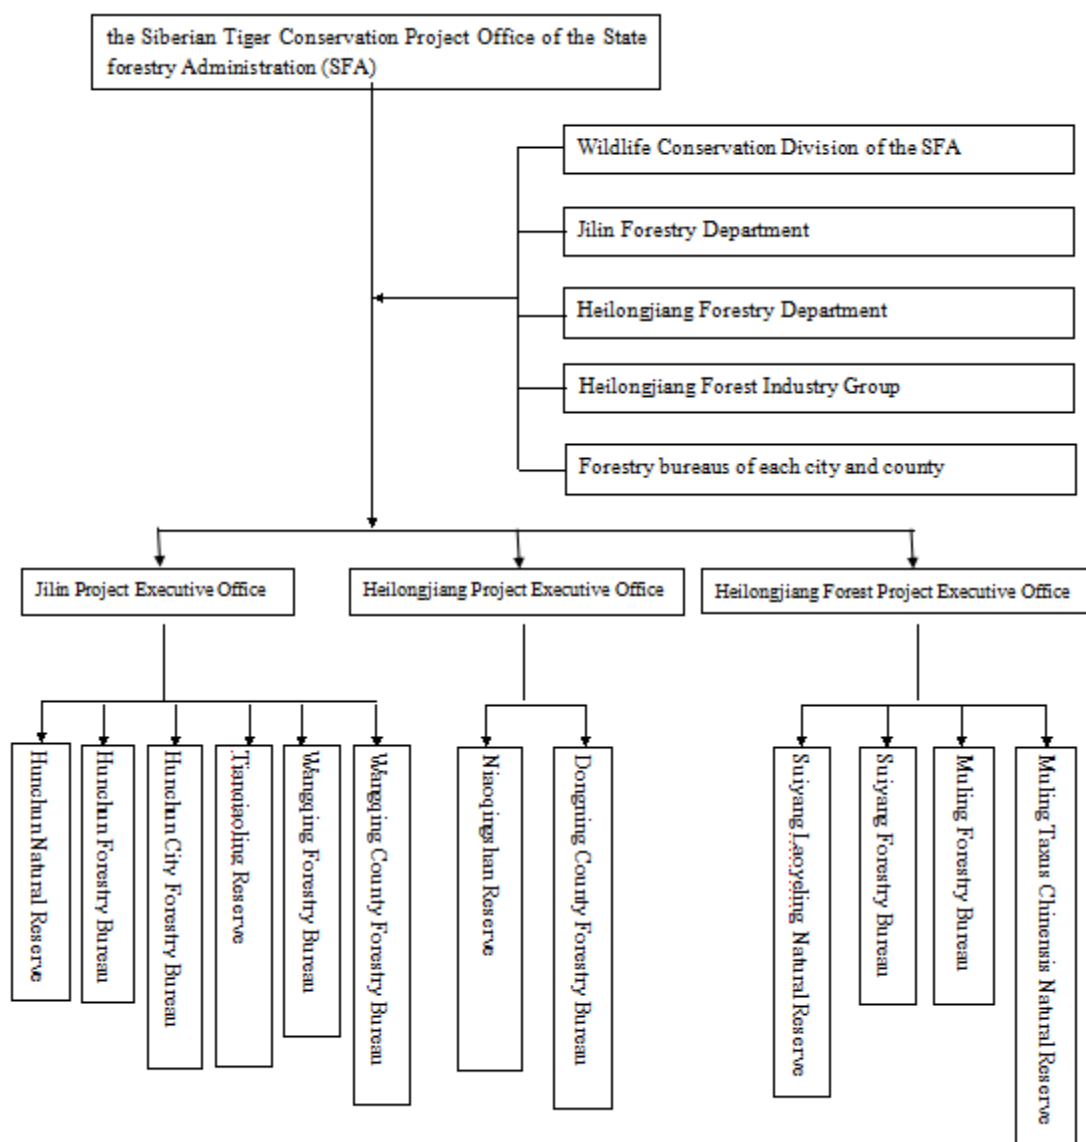 the Siberian Tiger Conservation Project Office of the State
forestry Administration (SFA)
Wildlife Conservation Division of the SFA
Jilin Forestry Department
Heilongjiang Forestry Department
Heilongjiang Forest Industry Group
Forestry bureaus of each city and county
Jilin Project Executive Office
Heilongjiang Project Executive Office
Heilongjiang Forest Project Executive Office
Hunchun Natural Reserve
Hunchun Forestry Bureau
Hunchun City Forestry Bureau
Tianqiaoling Reserve
Wangqing Forestry Bureau
Wangqing County Forestry Bureau
Niaoqingshan Reserve
Dongning County Forestry Bureau
Suiyang Laoyeling Natural Reserve
Suiyang Forestry Bureau
Muling Forestry Bureau
Muling Taxus Chinensis Natural Reserve